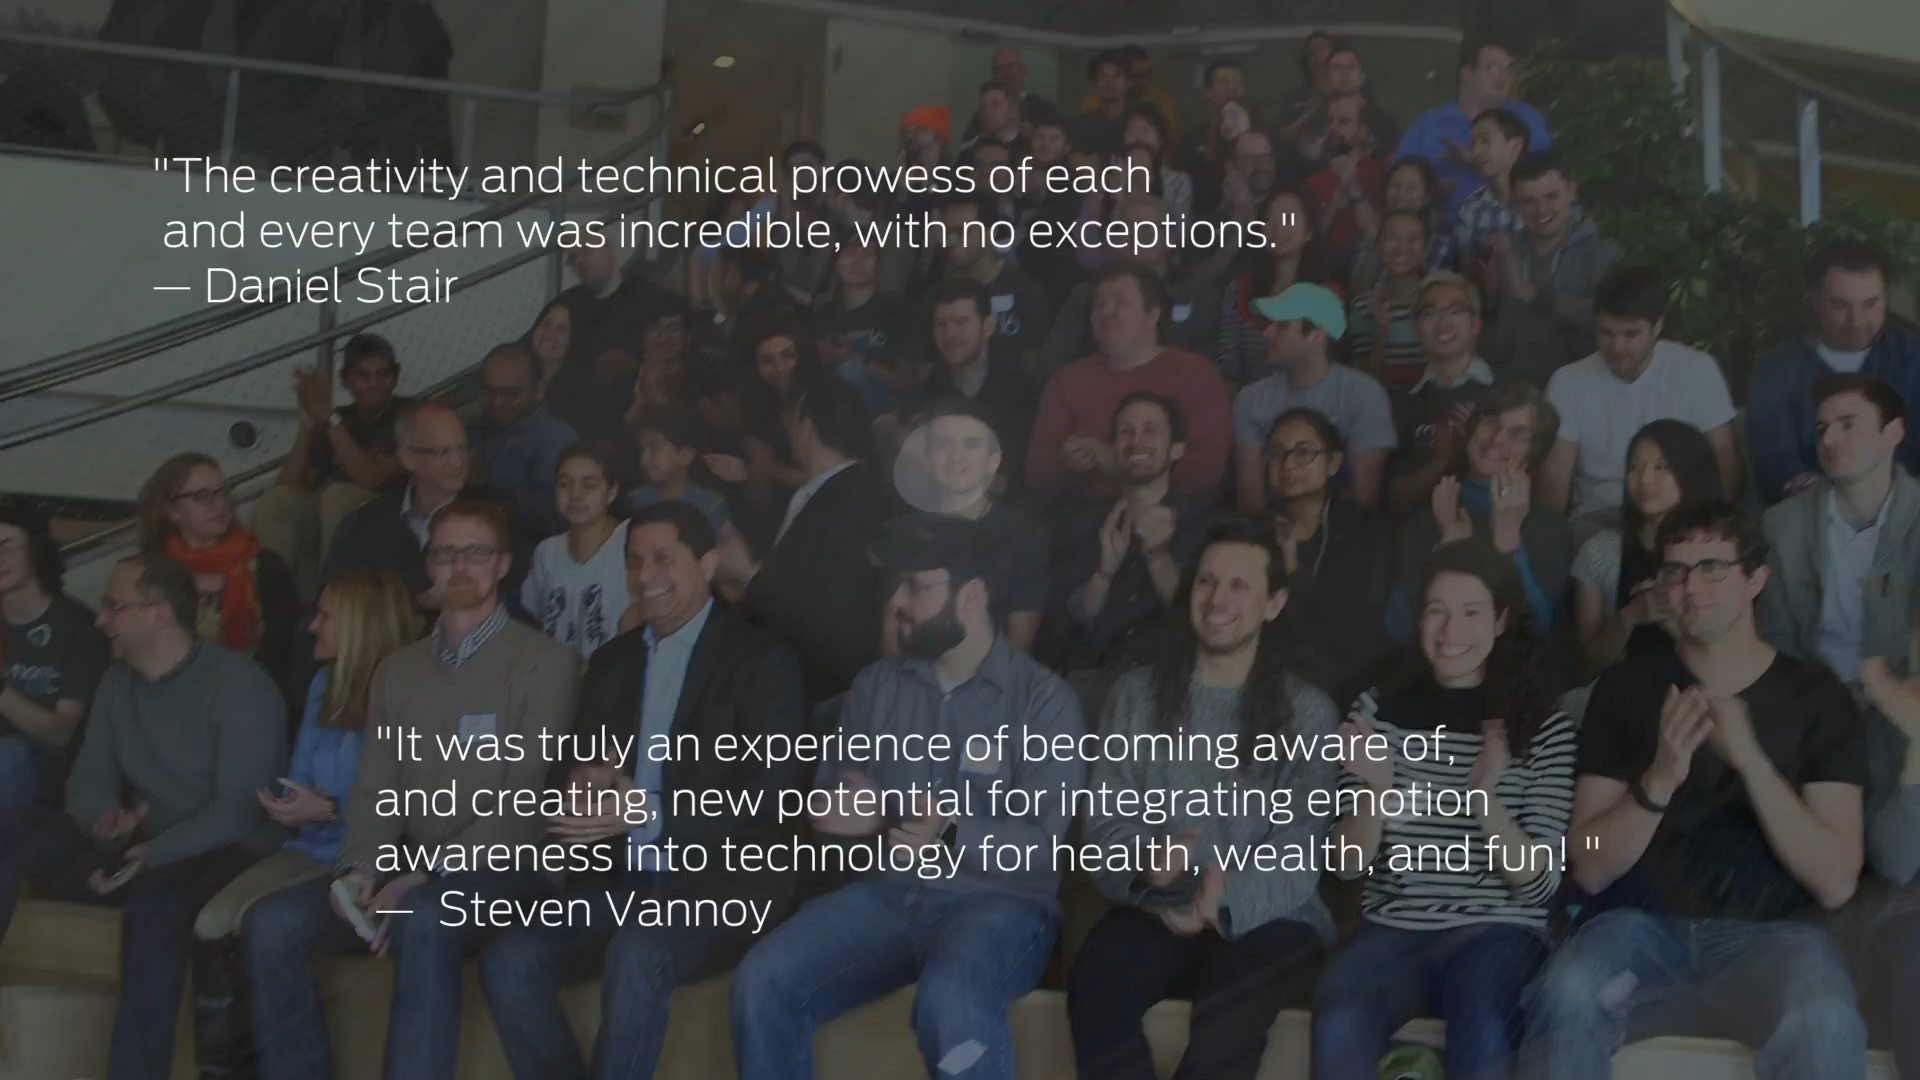 "The creativity and technical prowess of each
and every team was incredible, with no exceptions."
— Daniel Stair
"It was truly an experience of becoming aware of,
and creating, new potential for integrating emotion
awareness into technology for health, wealth, and fun! "
— Steven Vannoy